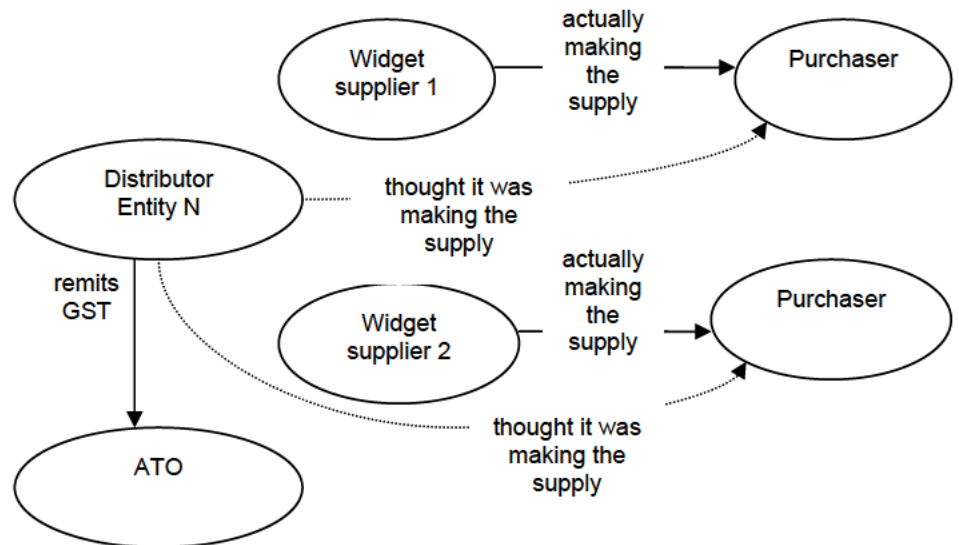 Widget
supplier 1
actually
making
the
supply
Purchaser
Distributor
Entity N
thought it was
making the
supply
remits
GST
Widget
supplier 2
actually
making
the
supply
Purchaser
thought it was
making the
supply
ATO